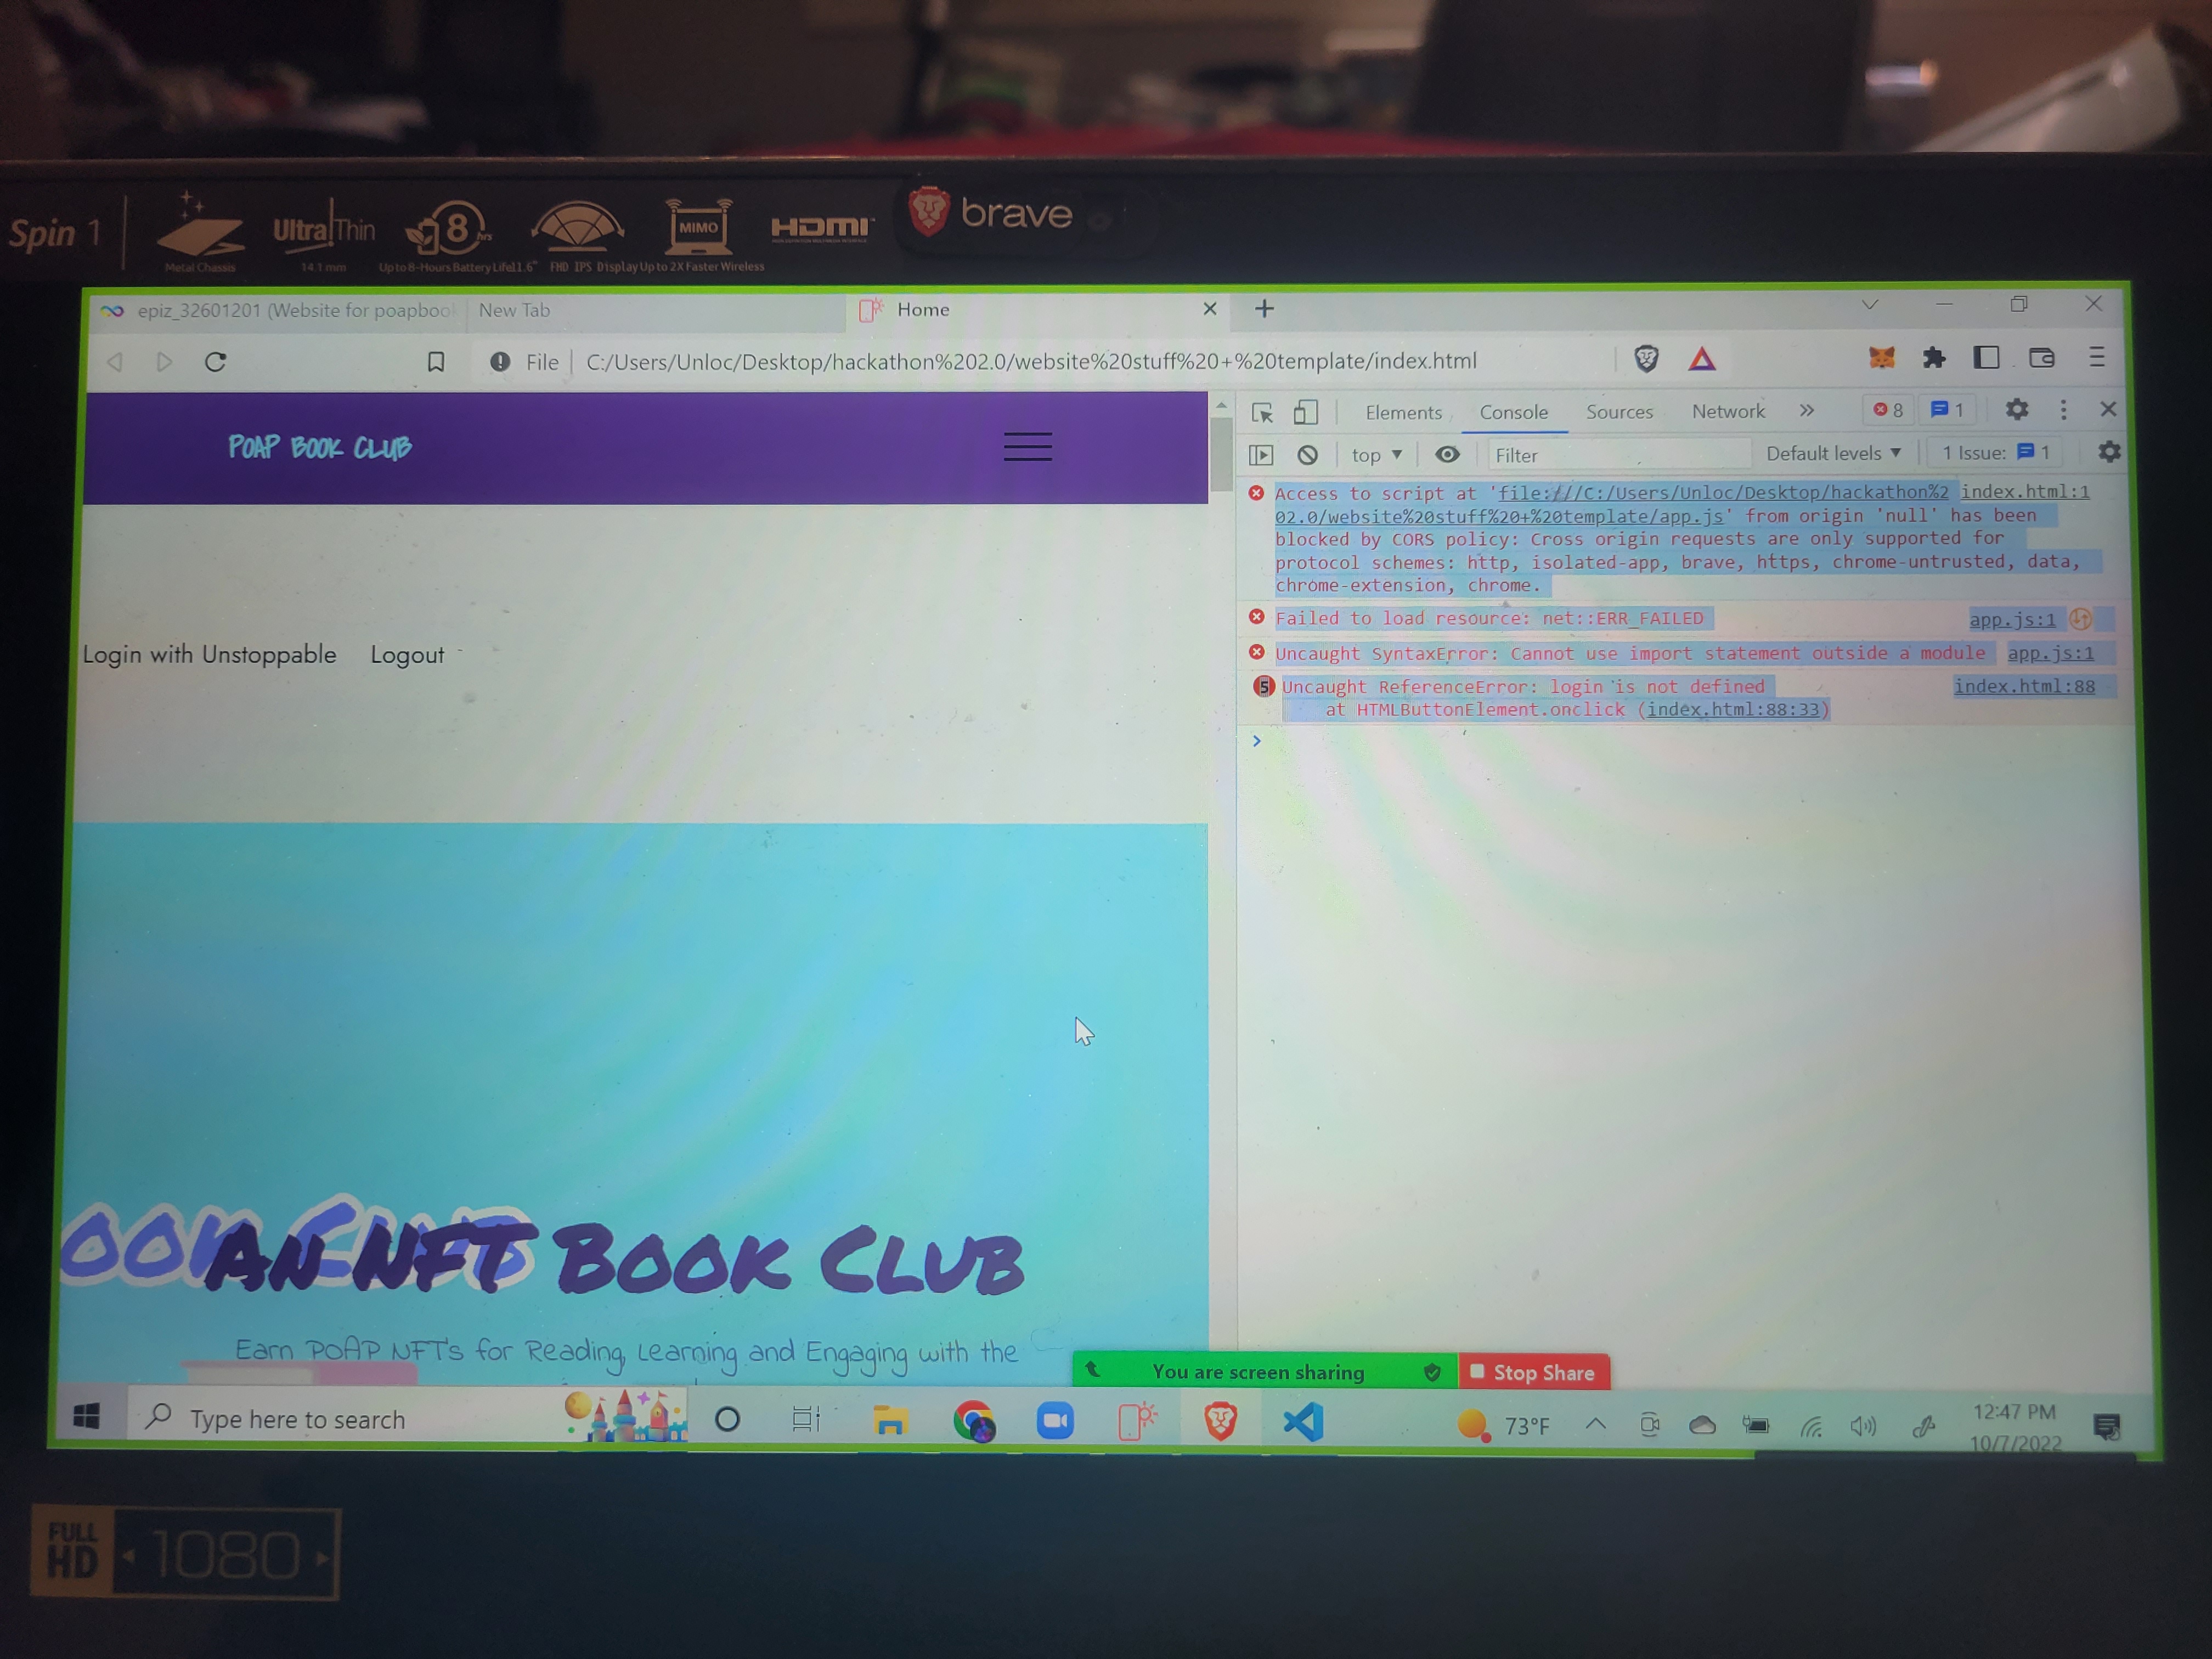 Spin 1
Metal Chassis
Ultra Thin
14.1 mm
8 hrs
Up to 8-Hours Battery Life
11.6"
FHD IPS Display
MIMO
Up to 2X Faster Wireless
HDMI
brave
epiz_32601201 (Website for poapboo
New Tab
Home
File
C:/Users/Unloc/Desktop/hackathon%202.0/website%20stuff%20+%20template/index.html
POAP BOOK CLUB
Login with Unstoppable
Logout
AN NFT BOOK CLUB
Earn POAP NFT's for Reading, Learning and Engaging with the
Elements
Console
Sources
Network
8
1
top
Filter
Default levels
1 Issue:
1
Access to script at 'file:///C:/Users/Unloc/Desktop/hackathon%2 index.html:1
02.0/website%20stuff%20+%20template/app.js' from origin 'null' has been
blocked by CORS policy: Cross origin requests are only supported for
protocol schemes: http, isolated-app, brave, https, chrome-untrusted, data,
chrome-extension, chrome.
Failed to load resource: net::ERR_FAILED app.js:1
Uncaught SyntaxError: Cannot use import statement outside a module app.js:1
5
Uncaught ReferenceError: login is not defined index.html:88
at HTMLButtonElement.onclick (index.html:88:33)
You are screen sharing
Stop Share
Type here to search
73°F
12:47 PM
10/7/2022
FULL HD
1080